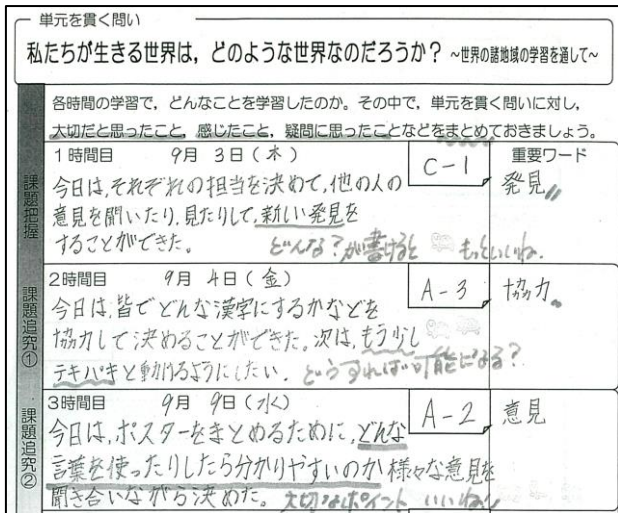 単元を貫く問い
私たちが生きる世界は，どのような世界なのだろうか？ ～世界の諸地域の学習を通して～
各時間の学習で，どんなことを学習したのか。その中で，単元を貫く問いに対し，
大切だと思ったこと，感じたこと，疑問に思ったことなどをまとめておきましょう。
課題把握
1時間目 9月 3日（木）
C-1
重要ワード
発見
今日は，それぞれの担当を決めて，他の人の
意見を聞いたり，見たりして，新しい発見を
することができた。
どんな？が書けると もっといいね。
課題追究①
2時間目 9月 4日（金）
A-3
協力
今日は，皆でどんな漢字にするかなどを
協力して決めることができた。次は，もう少し
テキパキと動けるようにしたい。
どうすれば可能になる？
課題追究②
3時間目 9月 9日（水）
A-2
意見
今日は，ポスターをまとめるために，どんな
言葉を使ったりしたら分かりやすいのか 様々な意見を
聞き合いながら決めた。
大切なポイント いいね！